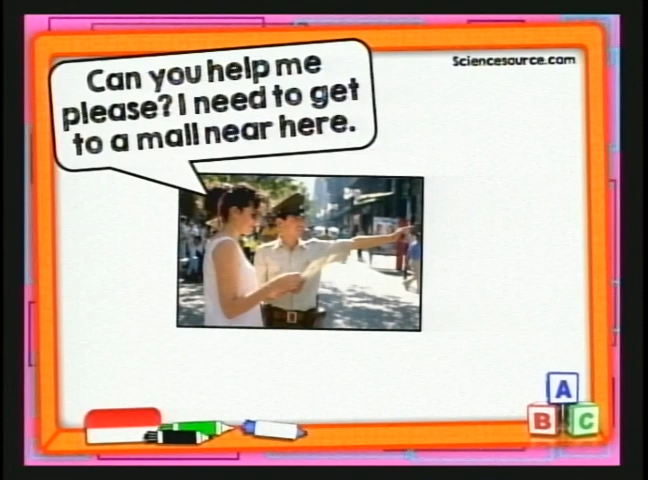 Can you help me
please? I need to get
to a mall near here.
Sciencesource.com
A
B C